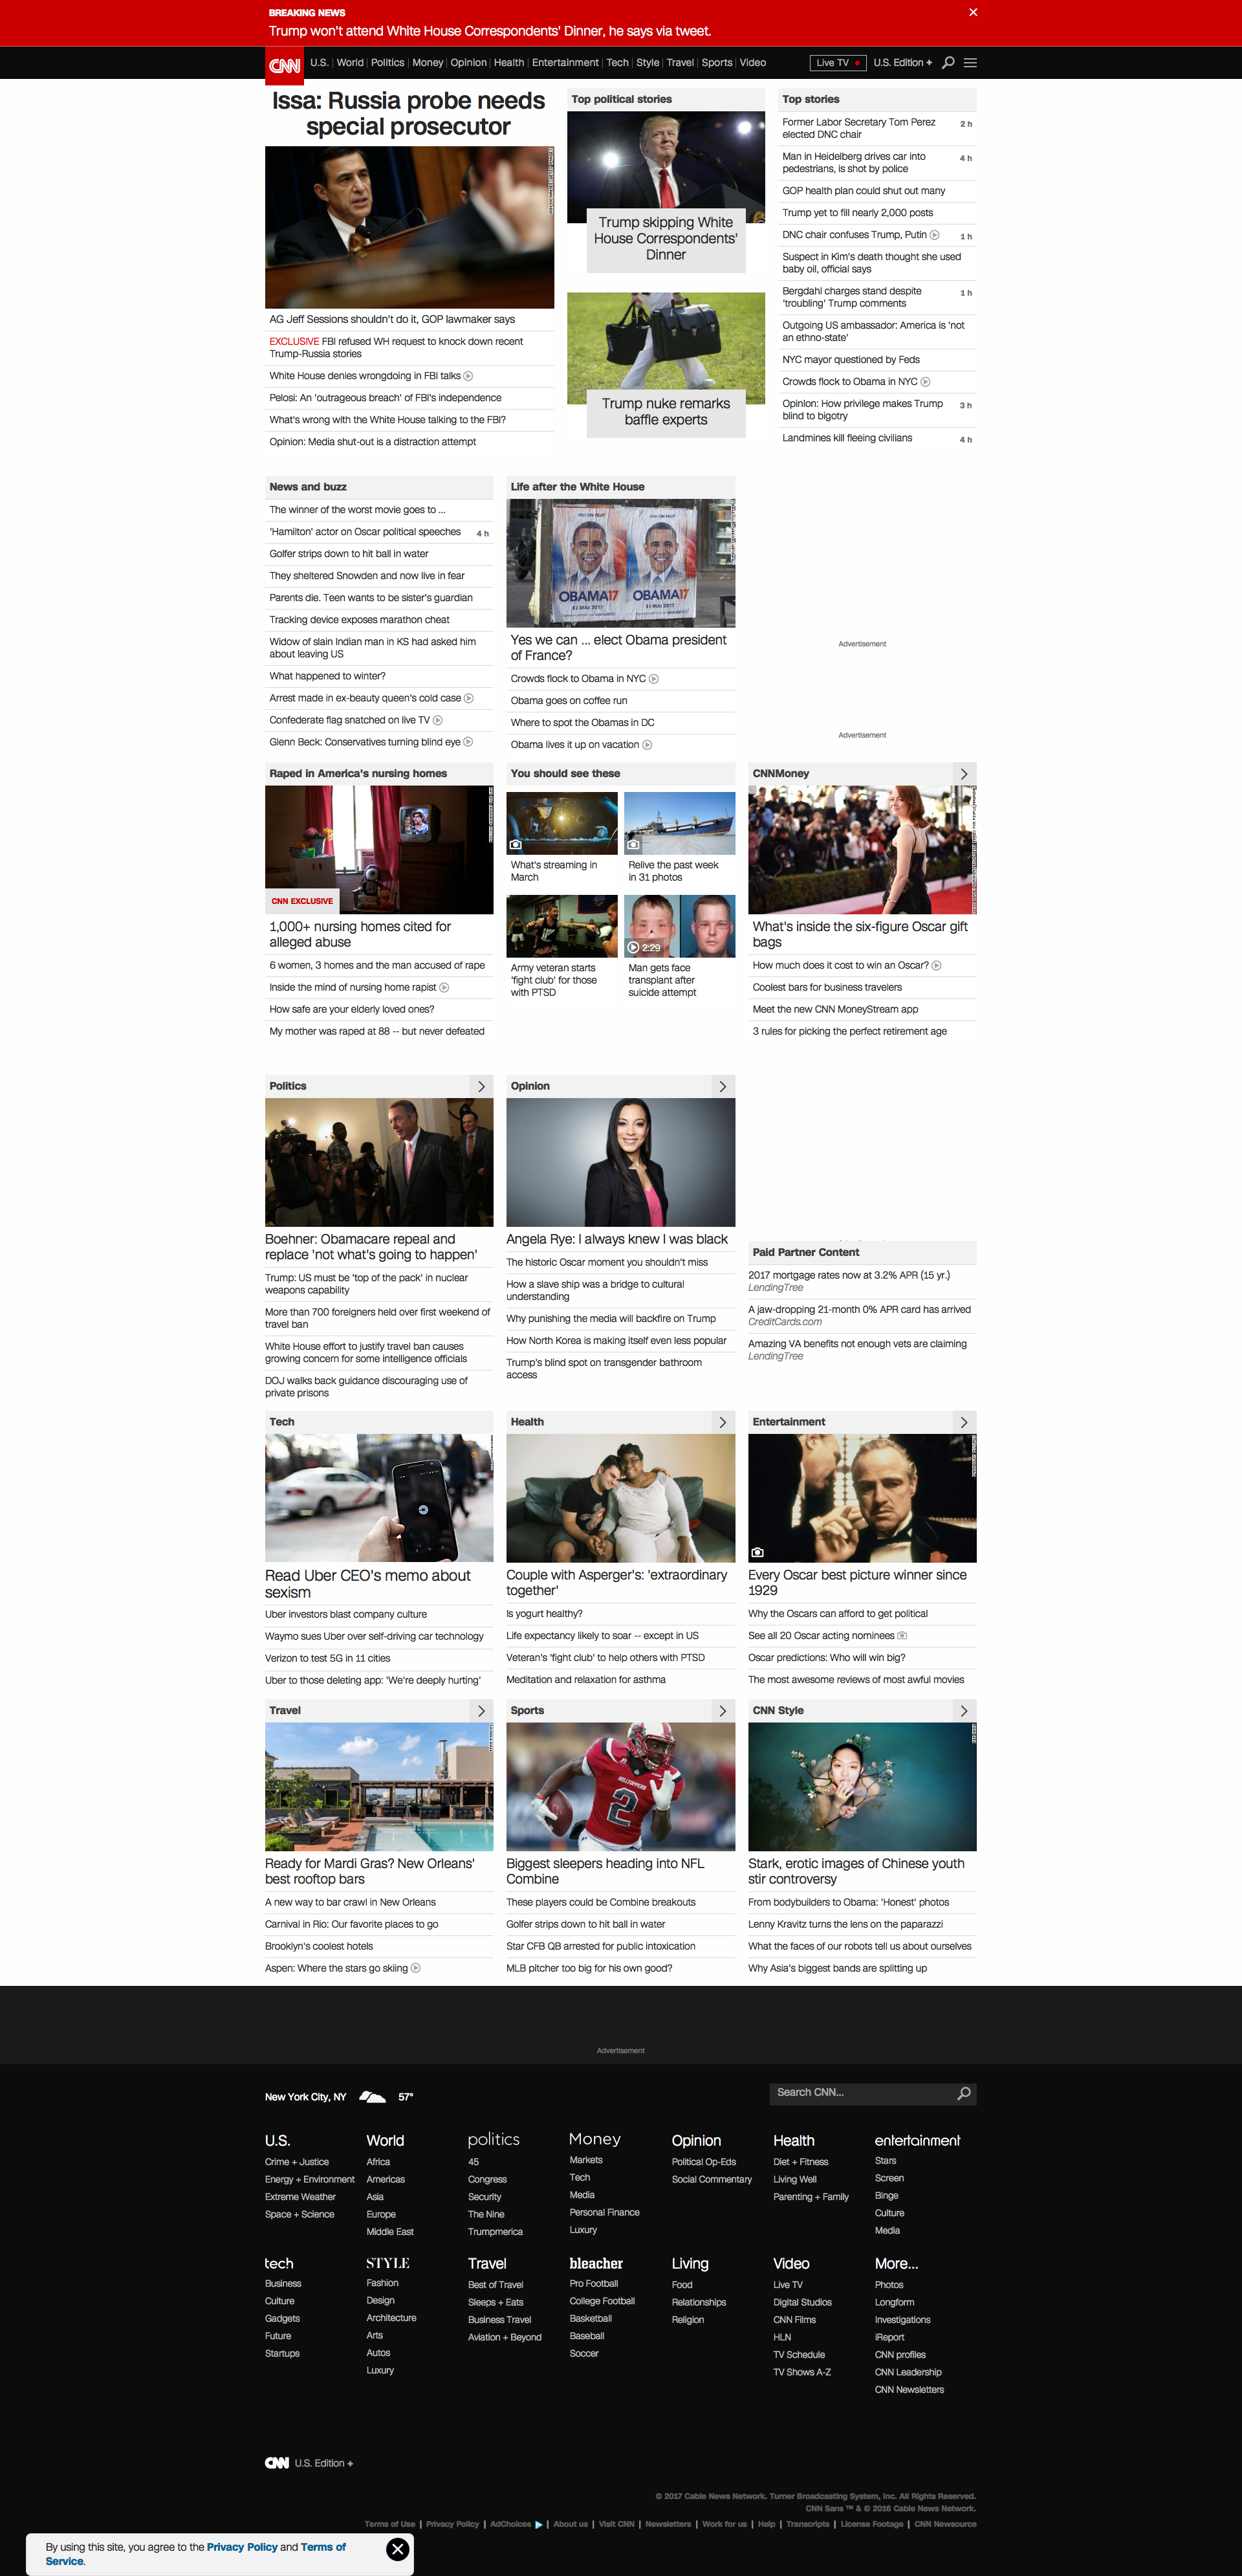 BREAKING NEWS
Trump won't attend White House Correspondents' Dinner, he says via tweet.
CNN
U.S.
World
Politics
Money
Opinion
Health
Entertainment
Tech
Style
Travel
Sports
Video
Live TV
U.S. Edition +
Issa: Russia probe needs
special prosecutor
AG Jeff Sessions shouldn't do it, GOP lawmaker says
EXCLUSIVE FBI refused WH request to knock down recent
Trump-Russia stories
White House denies wrongdoing in FBI talks
Pelosi: An 'outrageous breach' of FBI's independence
What's wrong with the White House talking to the FBI?
Opinion: Media shut-out is a distraction attempt
Top political stories
Trump skipping White
House Correspondents'
Dinner
Trump nuke remarks
baffle experts
Top stories
Former Labor Secretary Tom Perez
elected DNC chair
2 h
Man in Heidelberg drives car into
pedestrians, is shot by police
4 h
GOP health plan could shut out many
Trump yet to fill nearly 2,000 posts
DNC chair confuses Trump, Putin
1 h
Suspect in Kim's death thought she used
baby oil, official says
Bergdahl charges stand despite
'troubling' Trump comments
1 h
Outgoing US ambassador: America is 'not
an ethno-state'
NYC mayor questioned by Feds
Crowds flock to Obama in NYC
Opinion: How privilege makes Trump
blind to bigotry
3 h
Landmines kill fleeing civilians
4 h
News and buzz
The winner of the worst movie goes to ...
'Hamilton' actor on Oscar political speeches
4 h
Golfer strips down to hit ball in water
They sheltered Snowden and now live in fear
Parents die. Teen wants to be sister's guardian
Tracking device exposes marathon cheat
Widow of slain Indian man in KS had asked him
about leaving US
What happened to winter?
Arrest made in ex-beauty queen's cold case
Confederate flag snatched on live TV
Glenn Beck: Conservatives turning blind eye
Life after the White House
OBAMA17
OBAMA17
Yes we can ... elect Obama president
of France?
Crowds flock to Obama in NYC
Obama goes on coffee run
Where to spot the Obamas in DC
Obama lives it up on vacation
Advertisement
Advertisement
Raped in America's nursing homes
CNN EXCLUSIVE
1,000+ nursing homes cited for
alleged abuse
6 women, 3 homes and the man accused of rape
Inside the mind of nursing home rapist
How safe are your elderly loved ones?
My mother was raped at 88 -- but never defeated
You should see these
What's streaming in
March
Relive the past week
in 31 photos
2:29
Army veteran starts
'fight club' for those
with PTSD
Man gets face
transplant after
suicide attempt
CNNMoney
What's inside the six-figure Oscar gift
bags
How much does it cost to win an Oscar?
Coolest bars for business travelers
Meet the new CNN MoneyStream app
3 rules for picking the perfect retirement age
Politics
Boehner: Obamacare repeal and
replace 'not what's going to happen'
Trump: US must be 'top of the pack' in nuclear
weapons capability
More than 700 foreigners held over first weekend of
travel ban
White House effort to justify travel ban causes
growing concern for some intelligence officials
DOJ walks back guidance discouraging use of
private prisons
Opinion
Angela Rye: I always knew I was black
The historic Oscar moment you shouldn't miss
How a slave ship was a bridge to cultural
understanding
Why punishing the media will backfire on Trump
How North Korea is making itself even less popular
Trump's blind spot on transgender bathroom
access
Paid Partner Content
2017 mortgage rates now at 3.2% APR (15 yr.)
LendingTree
A jaw-dropping 21-month 0% APR card has arrived
CreditCards.com
Amazing VA benefits not enough vets are claiming
LendingTree
Tech
Read Uber CEO's memo about
sexism
Uber investors blast company culture
Waymo sues Uber over self-driving car technology
Verizon to test 5G in 11 cities
Uber to those deleting app: 'We're deeply hurting'
Health
Couple with Asperger's: 'extraordinary
together'
Is yogurt healthy?
Life expectancy likely to soar -- except in US
Veteran's 'fight club' to help others with PTSD
Meditation and relaxation for asthma
Entertainment
Every Oscar best picture winner since
1929
Why the Oscars can afford to get political
See all 20 Oscar acting nominees
Oscar predictions: Who will win big?
The most awesome reviews of most awful movies
Travel
Ready for Mardi Gras? New Orleans'
best rooftop bars
A new way to bar crawl in New Orleans
Carnival in Rio: Our favorite places to go
Brooklyn's coolest hotels
Aspen: Where the stars go skiing
Sports
HILLTOPPERS
2
Biggest sleepers heading into NFL
Combine
These players could be Combine breakouts
Golfer strips down to hit ball in water
Star CFB QB arrested for public intoxication
MLB pitcher too big for his own good?
CNN Style
Stark, erotic images of Chinese youth
stir controversy
From bodybuilders to Obama: 'Honest' photos
Lenny Kravitz turns the lens on the paparazzi
What the faces of our robots tell us about ourselves
Why Asia's biggest bands are splitting up
Advertisement
New York City, NY
57°
Search CNN...
U.S.
Crime + Justice
Energy + Environment
Extreme Weather
Space + Science
World
Africa
Americas
Asia
Europe
Middle East
politics
45
Congress
Security
The Nine
Trumpmerica
Money
Markets
Tech
Media
Personal Finance
Luxury
Opinion
Political Op-Eds
Social Commentary
Health
Diet + Fitness
Living Well
Parenting + Family
entertainment
Stars
Screen
Binge
Culture
Media
tech
Business
Culture
Gadgets
Future
Startups
STYLE
Fashion
Design
Architecture
Arts
Autos
Luxury
Travel
Best of Travel
Sleeps + Eats
Business Travel
Aviation + Beyond
bleacher
Pro Football
College Football
Basketball
Baseball
Soccer
Living
Food
Relationships
Religion
Video
Live TV
Digital Studios
CNN Films
HLN
TV Schedule
TV Shows A-Z
More...
Photos
Longform
Investigations
iReport
CNN profiles
CNN Leadership
CNN Newsletters
CNN U.S. Edition +
© 2017 Cable News Network. Turner Broadcasting System, Inc. All Rights Reserved.
CNN Sans ™ & © 2016 Cable News Network.
Terms of Use | Privacy Policy | AdChoices | About us | Visit CNN | Newsletters | Work for us | Help | Transcripts | License Footage | CNN Newsource
By using this site, you agree to the Privacy Policy and Terms of
Service.